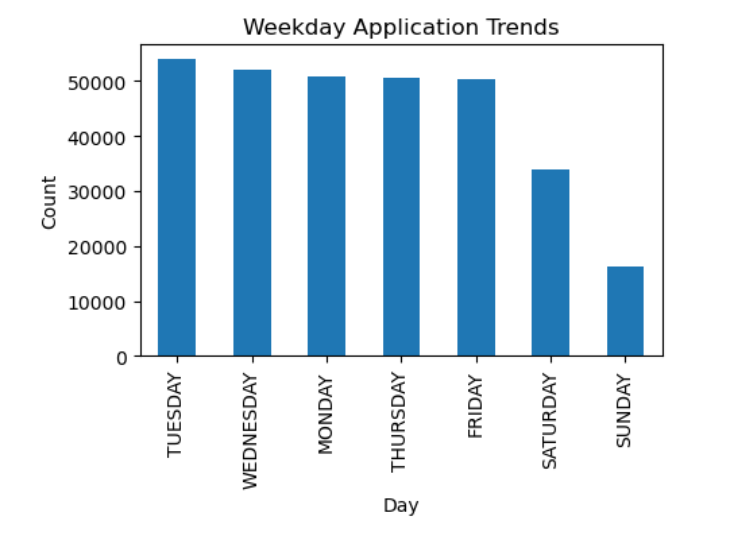 Weekday Application Trends
Count
50000
40000
30000
20000
10000
0
TUESDAY
WEDNESDAY
MONDAY
THURSDAY
FRIDAY
SATURDAY
SUNDAY
Day